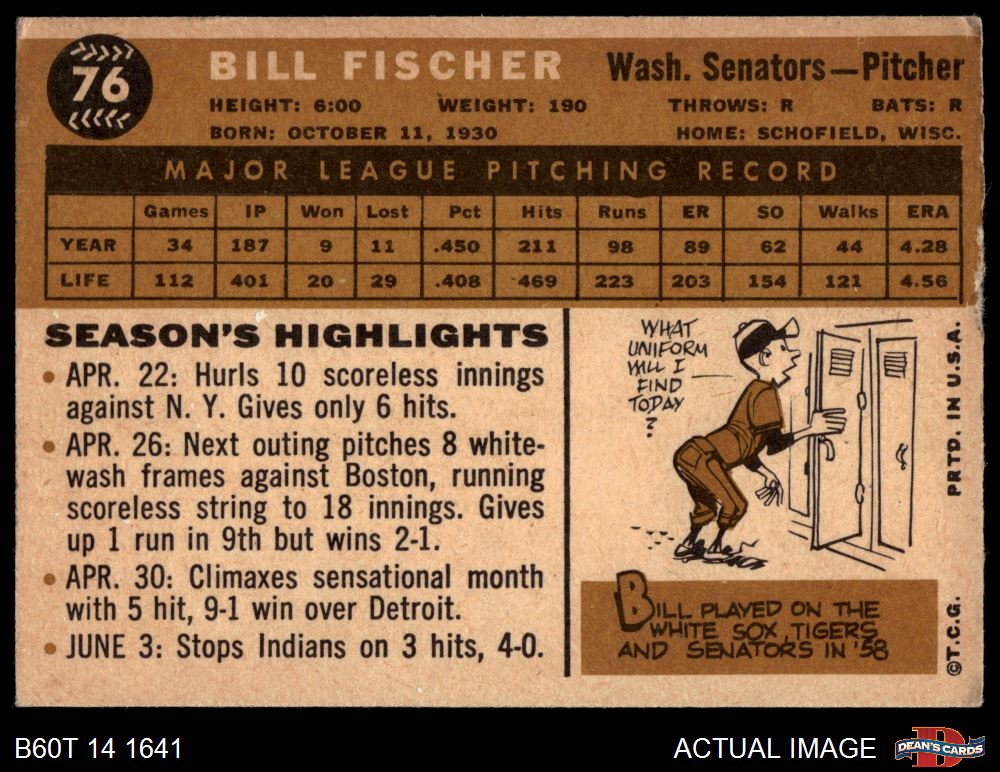 76
BILL FISCHER
Wash. Senators—Pitcher
HEIGHT: 6:00 WEIGHT: 190 THROWS: R BATS: R
BORN: OCTOBER 11, 1930 HOME: SCHOFIELD, WISC.
MAJOR LEAGUE PITCHING RECORD
Games IP Won Lost Pct Hits Runs ER SO Walks ERA
YEAR 34 187 9 11 .450 211 98 89 62 44 4.28
LIFE 112 401 20 29 .408 469 223 203 154 121 4.56
SEASON'S HIGHLIGHTS
• APR. 22: Hurls 10 scoreless innings
against N. Y. Gives only 6 hits.
• APR. 26: Next outing pitches 8 white-
wash frames against Boston, running
scoreless string to 18 innings. Gives
up 1 run in 9th but wins 2-1.
• APR. 30: Climaxes sensational month
with 5 hit, 9-1 win over Detroit.
• JUNE 3: Stops Indians on 3 hits, 4-0.
WHAT
UNIFORM
WILL I
FIND
TODAY
?
BILL PLAYED ON THE
WHITE SOX, TIGERS
AND SENATORS IN '58
©T.C.G. PRTD. IN U.S.A.
B60T 14 1641
ACTUAL IMAGE
D
DEAN'S CARDS